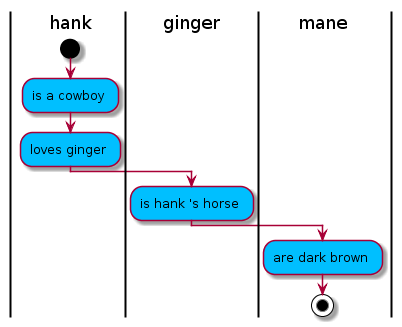 hank ginger mane
is a cowboy
loves ginger
is hank 's horse
are dark brown